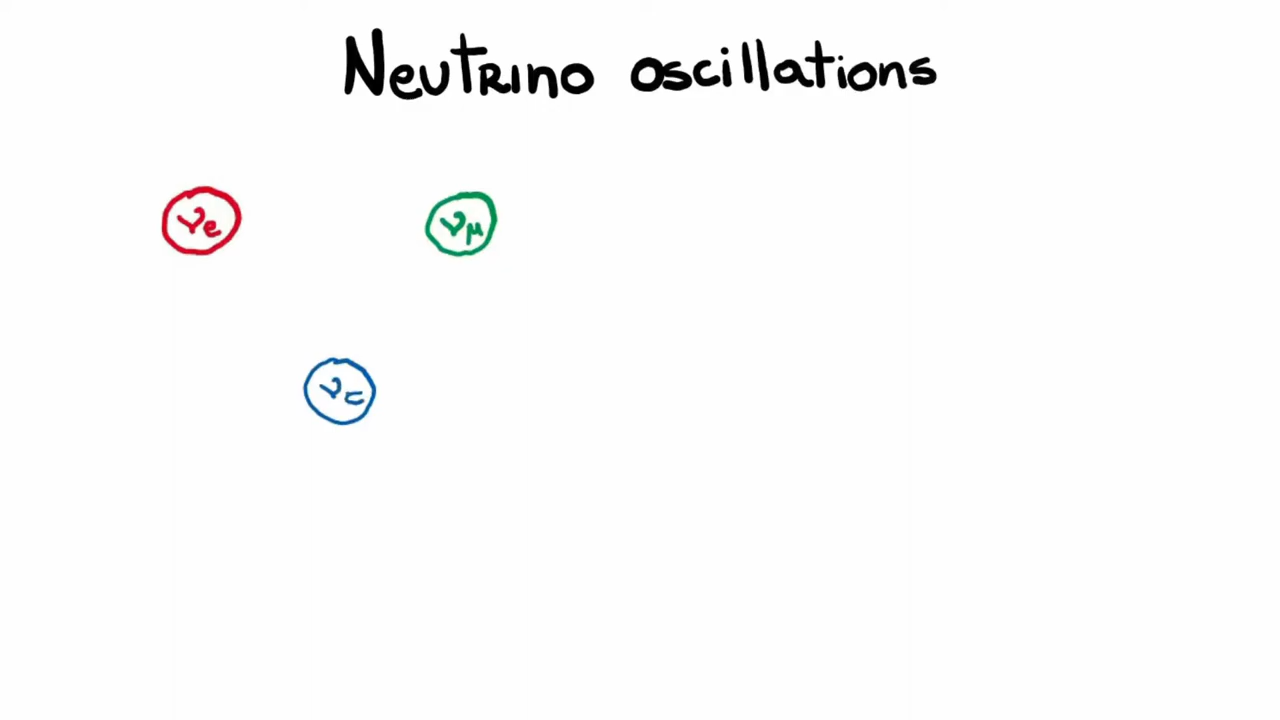 Neutrino oscillations
νe νμ
ντ